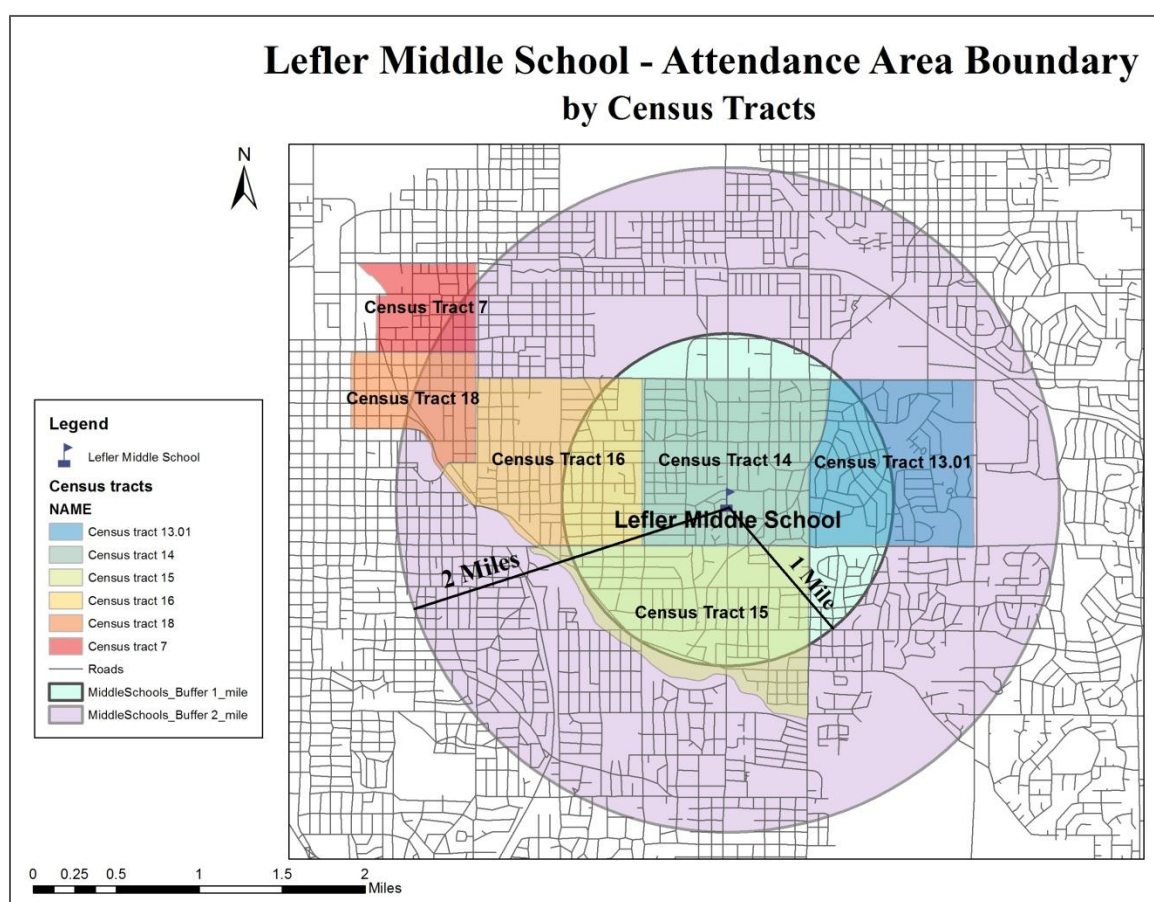 Lefler Middle School - Attendance Area Boundary
by Census Tracts
N
Census Tract 7
Census Tract 18
Census Tract 16
Census Tract 14
Census Tract 13.01
Lefler Middle School
2 Miles
1 Mile
Census Tract 15
Legend
Lefler Middle School
Census tracts
NAME
Census tract 13.01
Census tract 14
Census tract 15
Census tract 16
Census tract 18
Census tract 7
Roads
MiddleSchools_Buffer 1_mile
MiddleSchools_Buffer 2_mile
0 0.25 0.5 1 1.5 2
Miles